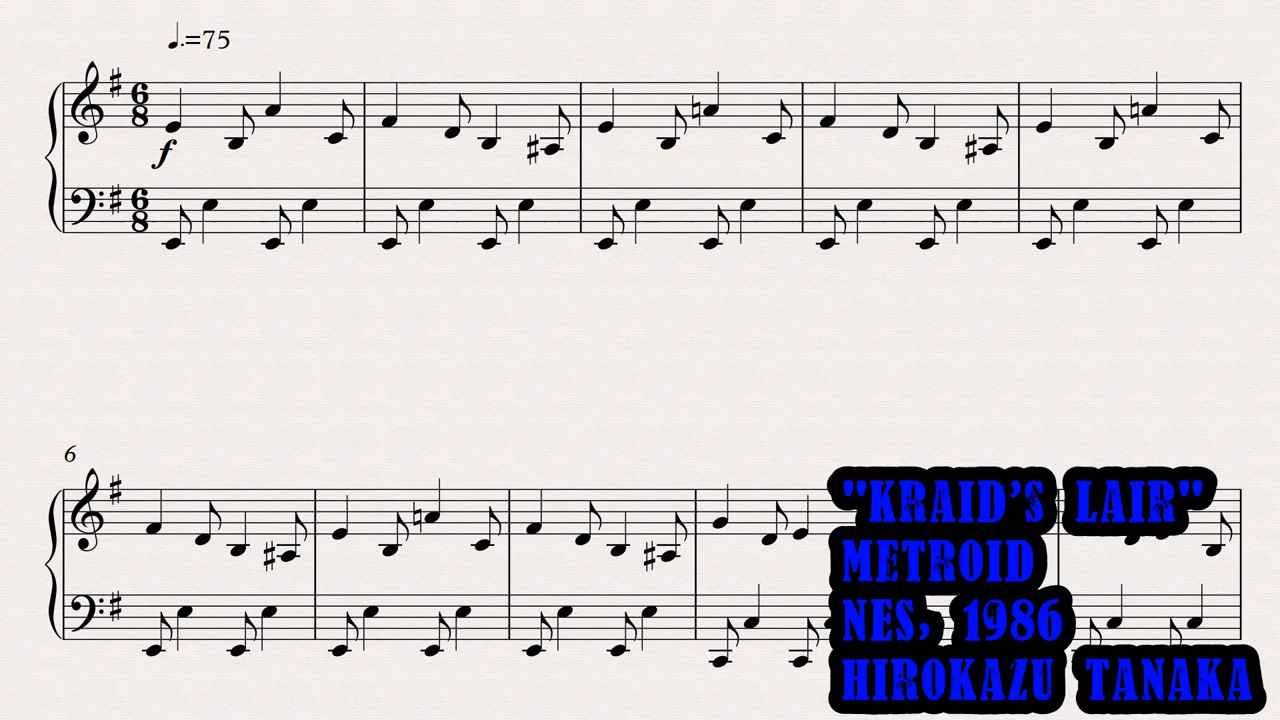 ♩.=75
f
6
"KRAID'S LAIR"
METROID
NES, 1986
HIROKAZU TANAKA